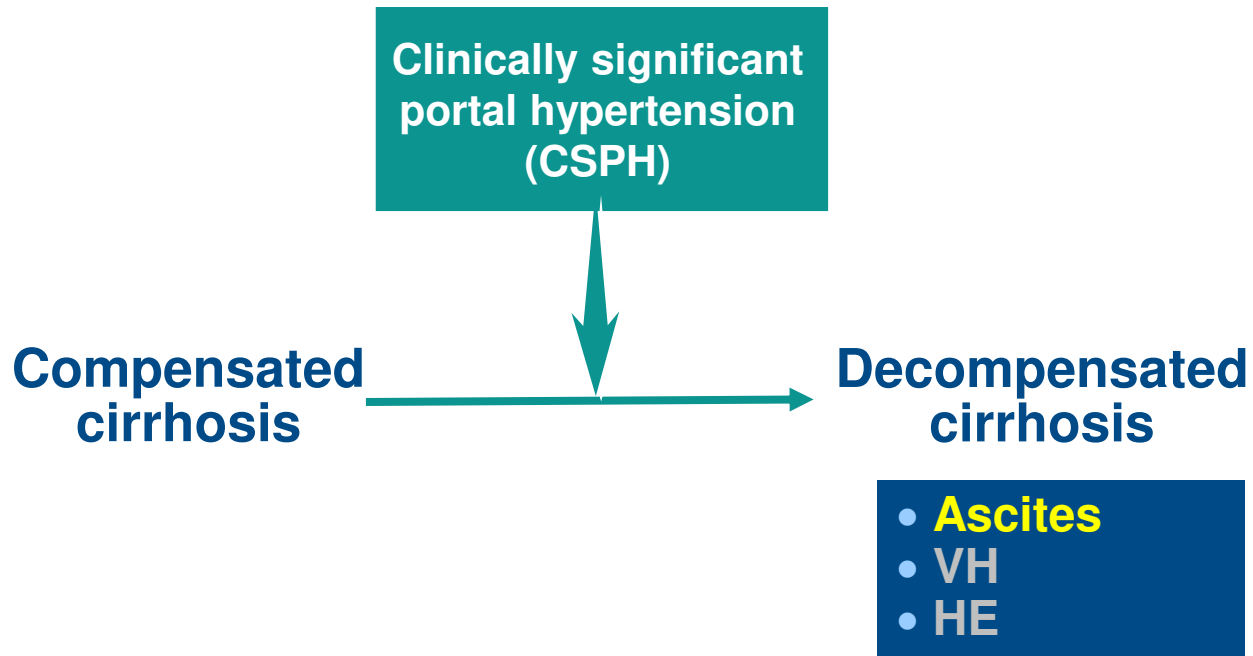 Clinically significant
portal hypertension
(CSPH)
Compensated
cirrhosis
Decompensated
cirrhosis
• Ascites
• VH
• HE